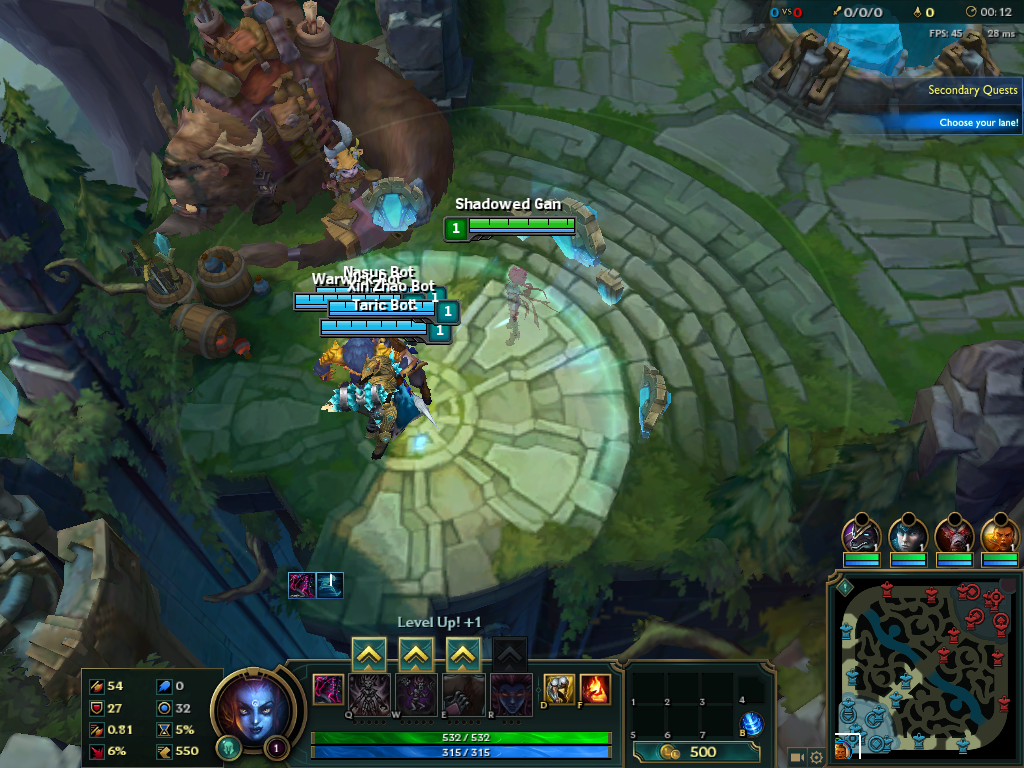 0 vs 0 0/0/0 0 00:12
FPS: 45 28 ms
Secondary Quests
Choose your lane!
Shadowed Gan
1
Nasus Bot
Xin Zhao Bot
1
Taric Bot
1
Level Up! +1
54 0
27 32
0.81 5%
6% 550
1
Q W E R D F
532 / 532
315 / 315
1 2 3 4
5 6 7 B
500